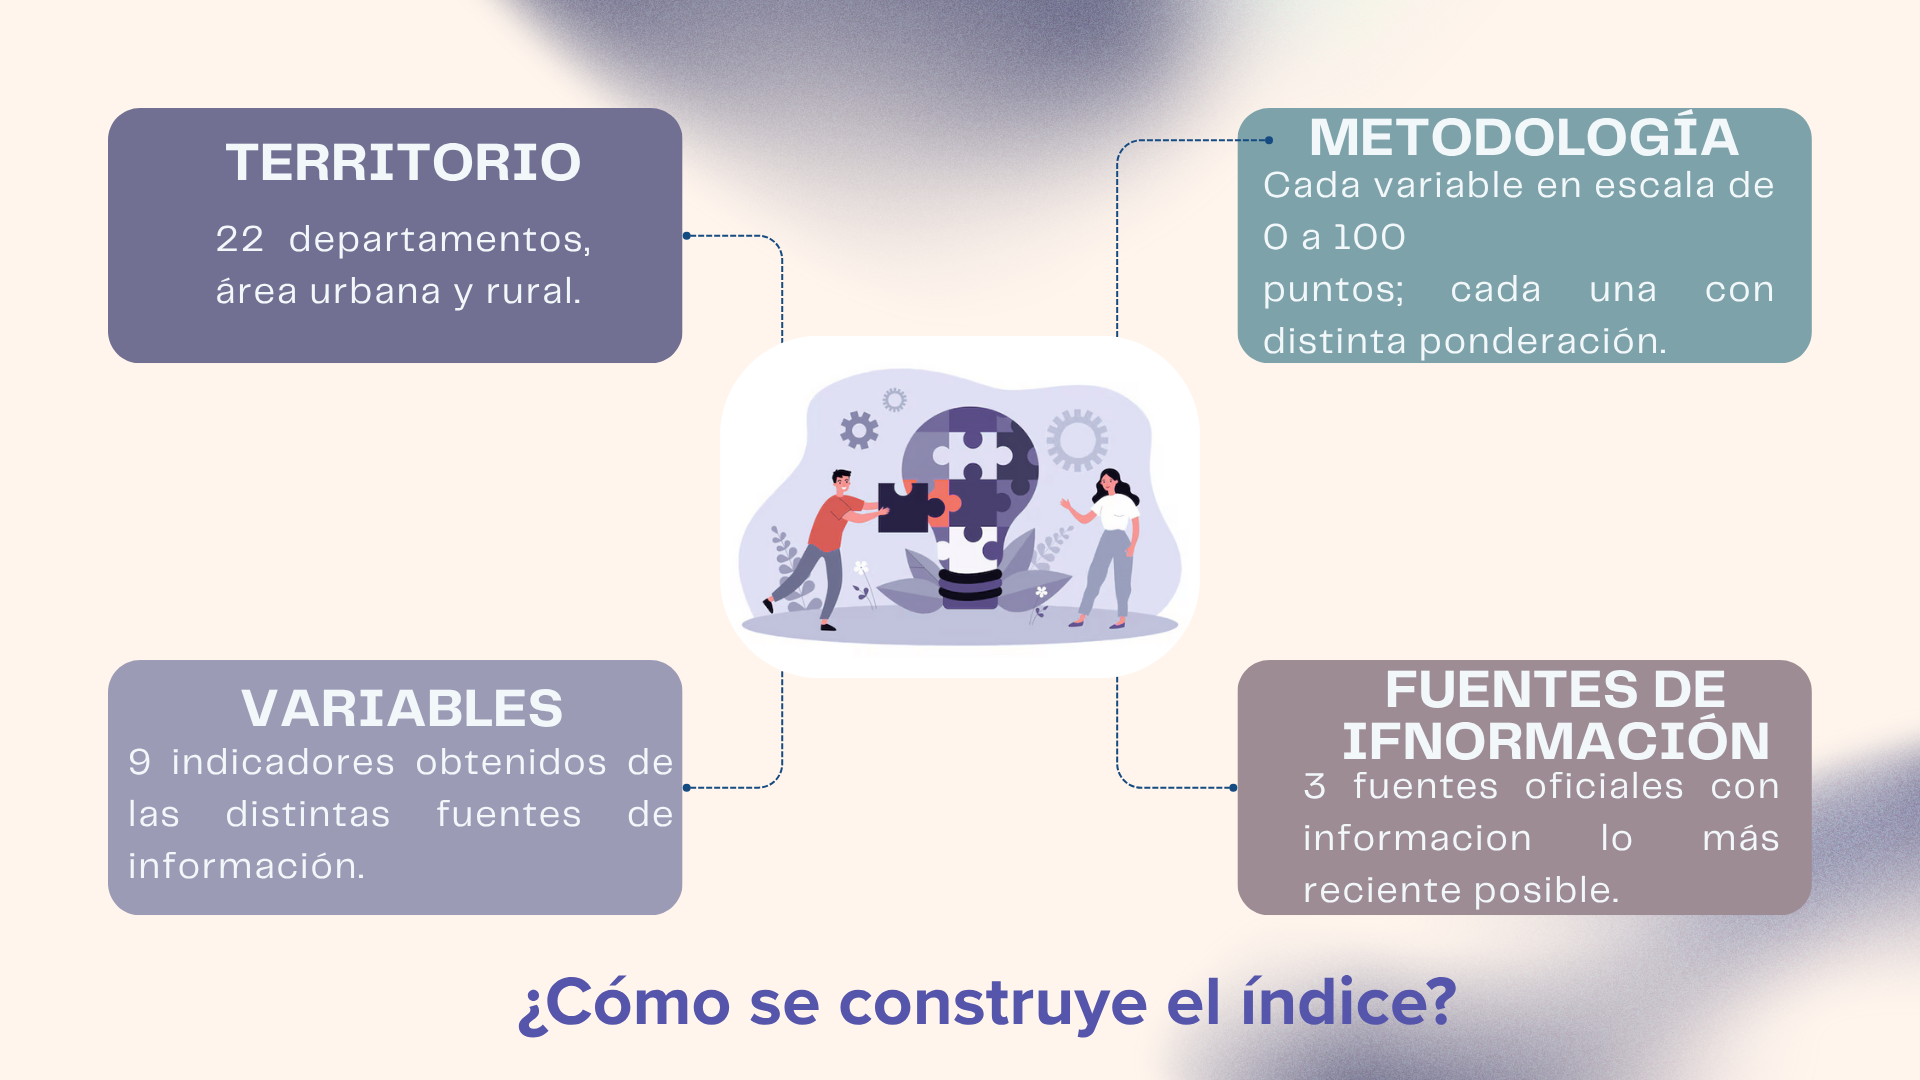 TERRITORIO
22 departamentos,
área urbana y rural.
METODOLOGÍA
Cada variable en escala de
0 a 100
puntos; cada una con
distinta ponderación.
VARIABLES
9 indicadores obtenidos de
las distintas fuentes de
información.
FUENTES DE
IFNORMACIÓN
3 fuentes oficiales con
informacion lo más
reciente posible.
¿Cómo se construye el índice?